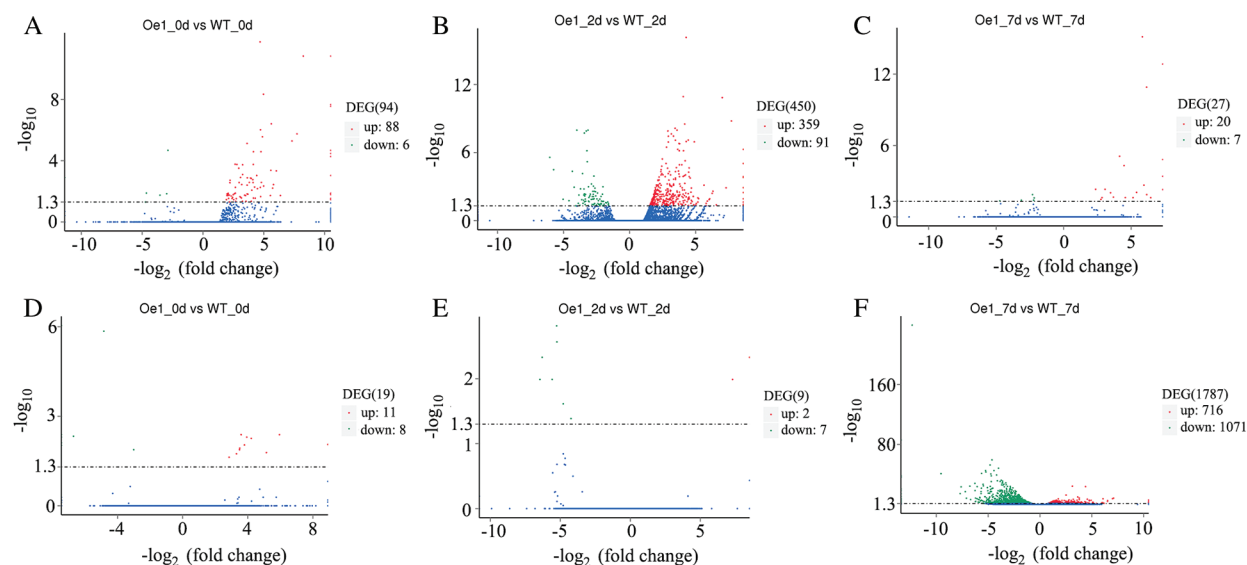 A
Oe1_0d vs WT_0d
8
4
1.3
0
-10
-5
0
5
10
-log10
-log2 (fold change)
DEG(94)
up: 88
down: 6
B
Oe1_2d vs WT_2d
12
6
1.3
0
-10
-5
0
5
-log10
-log2 (fold change)
DEG(450)
up: 359
down: 91
C
Oe1_7d vs WT_7d
12
6
1.3
0
-10
-5
0
5
-log10
-log2 (fold change)
DEG(27)
up: 20
down: 7
D
Oe1_0d vs WT_0d
6
3
1.3
0
-4
0
4
8
-log10
-log2 (fold change)
DEG(19)
up: 11
down: 8
E
Oe1_2d vs WT_2d
2
1.3
1
0
-10
-5
0
5
-log10
-log2 (fold change)
DEG(9)
up: 2
down: 7
F
Oe1_7d vs WT_7d
160
80
1.3
-10
-5
0
5
10
-log10
-log2 (fold change)
DEG(1787)
up: 716
down: 1071